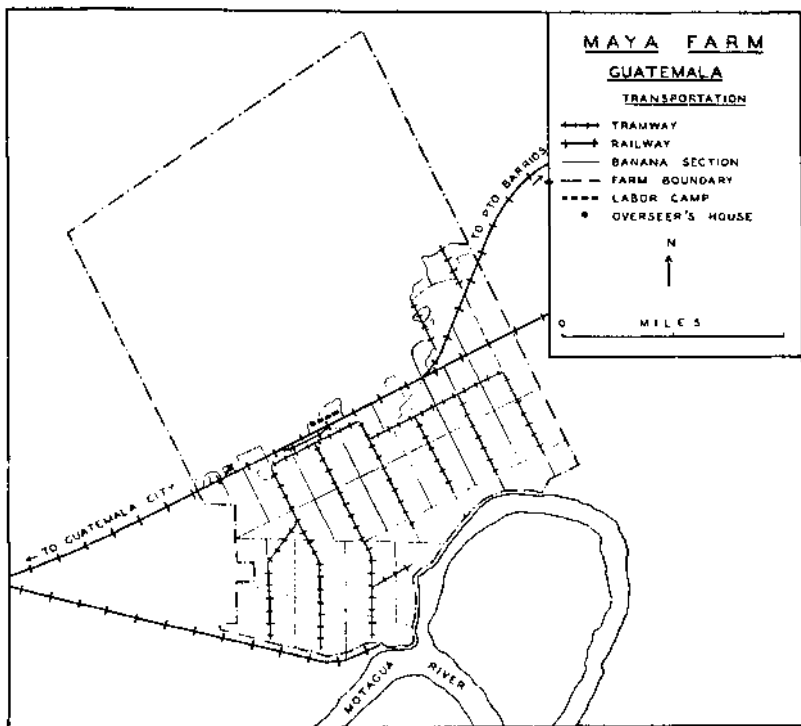 MAYA FARM
GUATEMALA
TRANSPORTATION
TRAMWAY
RAILWAY
BANANA SECTION
FARM BOUNDARY
LABOR CAMP
OVERSEER'S HOUSE
N
0
MILES
TO PTO BARRIOS
TO GUATEMALA CITY
MOTAGUA
RIVER